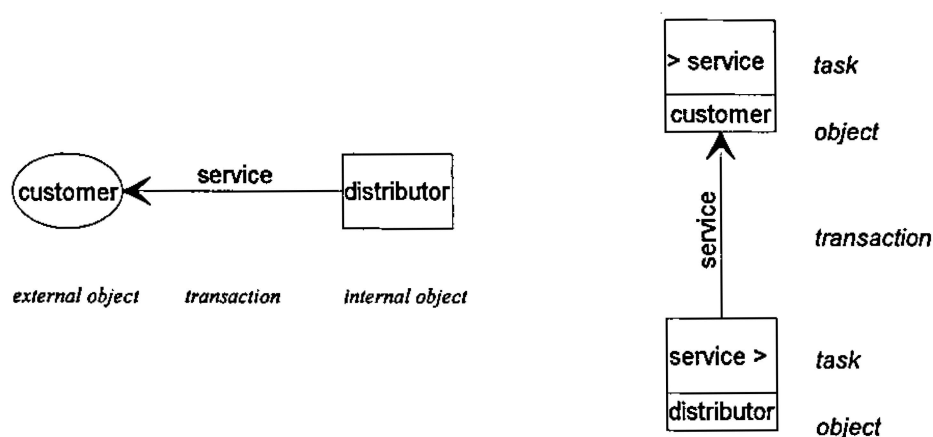 service
customer
distributor
external object
transaction
internal object
> service
task
customer
object
service
transaction
service >
task
distributor
object